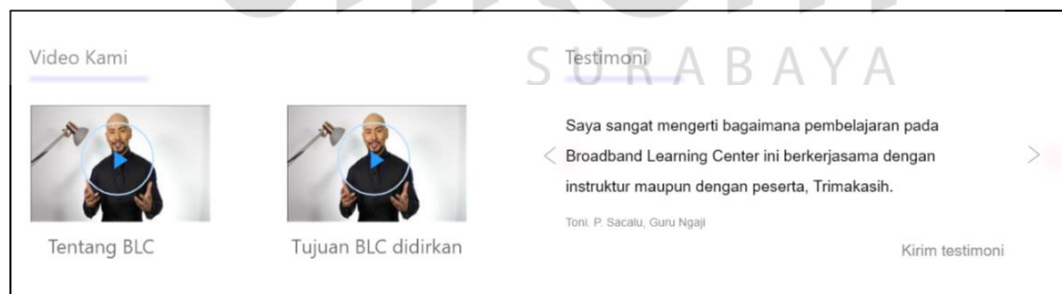 Video Kami
Tentang BLC
Tujuan BLC didirkan
SURABAYA
Testimoni
Saya sangat mengerti bagaimana pembelajaran pada
Broadband Learning Center ini berkerjasama dengan
instruktur maupun dengan peserta, Trimakasih.
Toni. P. Sacalu, Guru Ngaji
Kirim testimoni